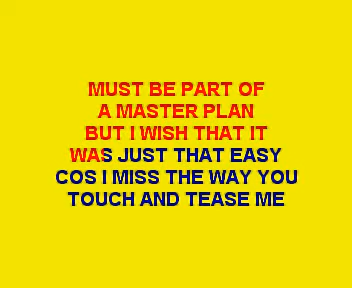 MUST BE PART OF
A MASTER PLAN
BUT I WISH THAT IT
WAS JUST THAT EASY
COS I MISS THE WAY YOU
TOUCH AND TEASE ME